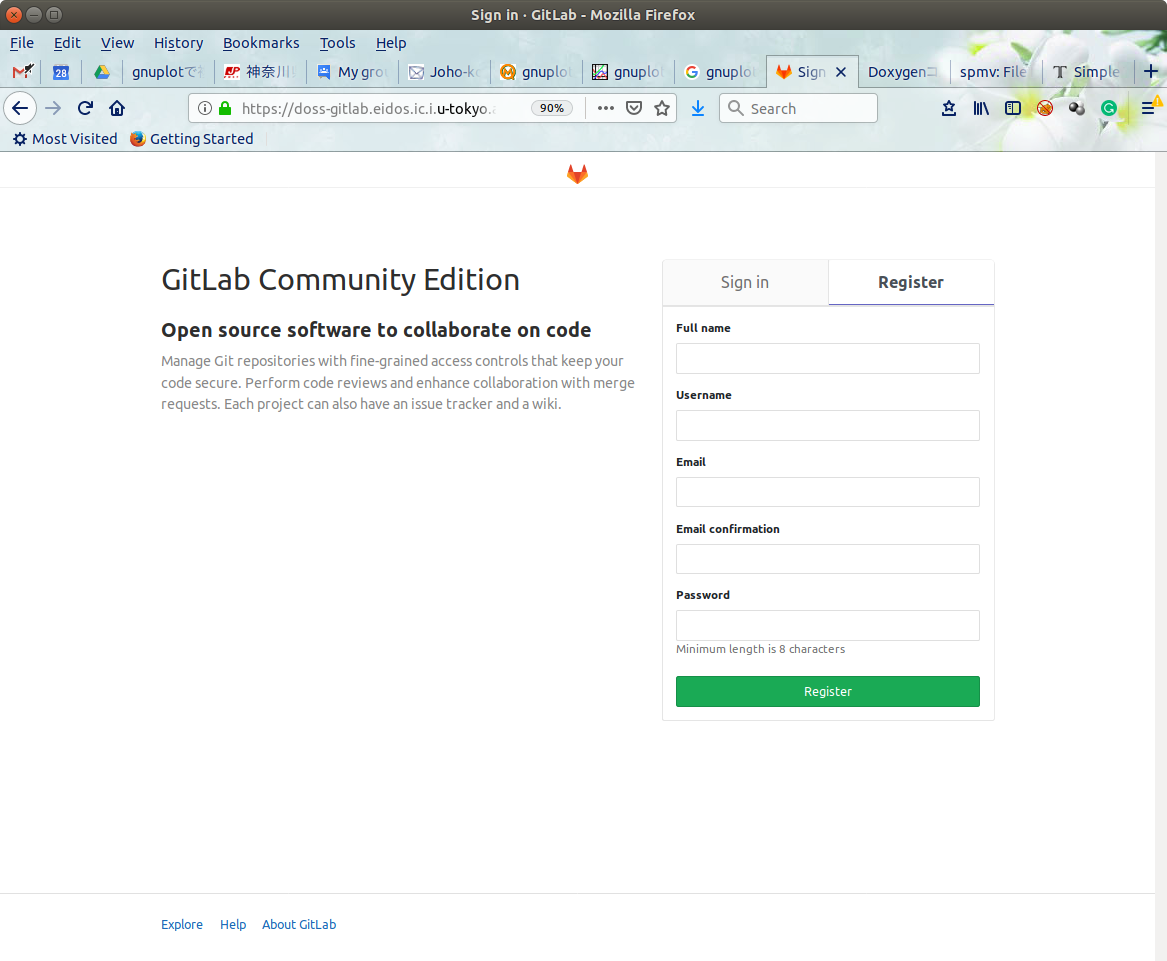 Sign in · GitLab - Mozilla Firefox
File Edit View History Bookmarks Tools Help
28 gnuplotで 神奈川 My gro Joho-k gnuplo gnuplo gnuplo Sign Doxygen spmv: File Simple
https://doss-gitlab.eidos.ic.i.u-tokyo. 90% Search
Most Visited Getting Started
GitLab Community Edition
Open source software to collaborate on code
Manage Git repositories with fine-grained access controls that keep your
code secure. Perform code reviews and enhance collaboration with merge
requests. Each project can also have an issue tracker and a wiki.
Sign in Register
Full name
Username
Email
Email confirmation
Password
Minimum length is 8 characters
Register
Explore Help About GitLab